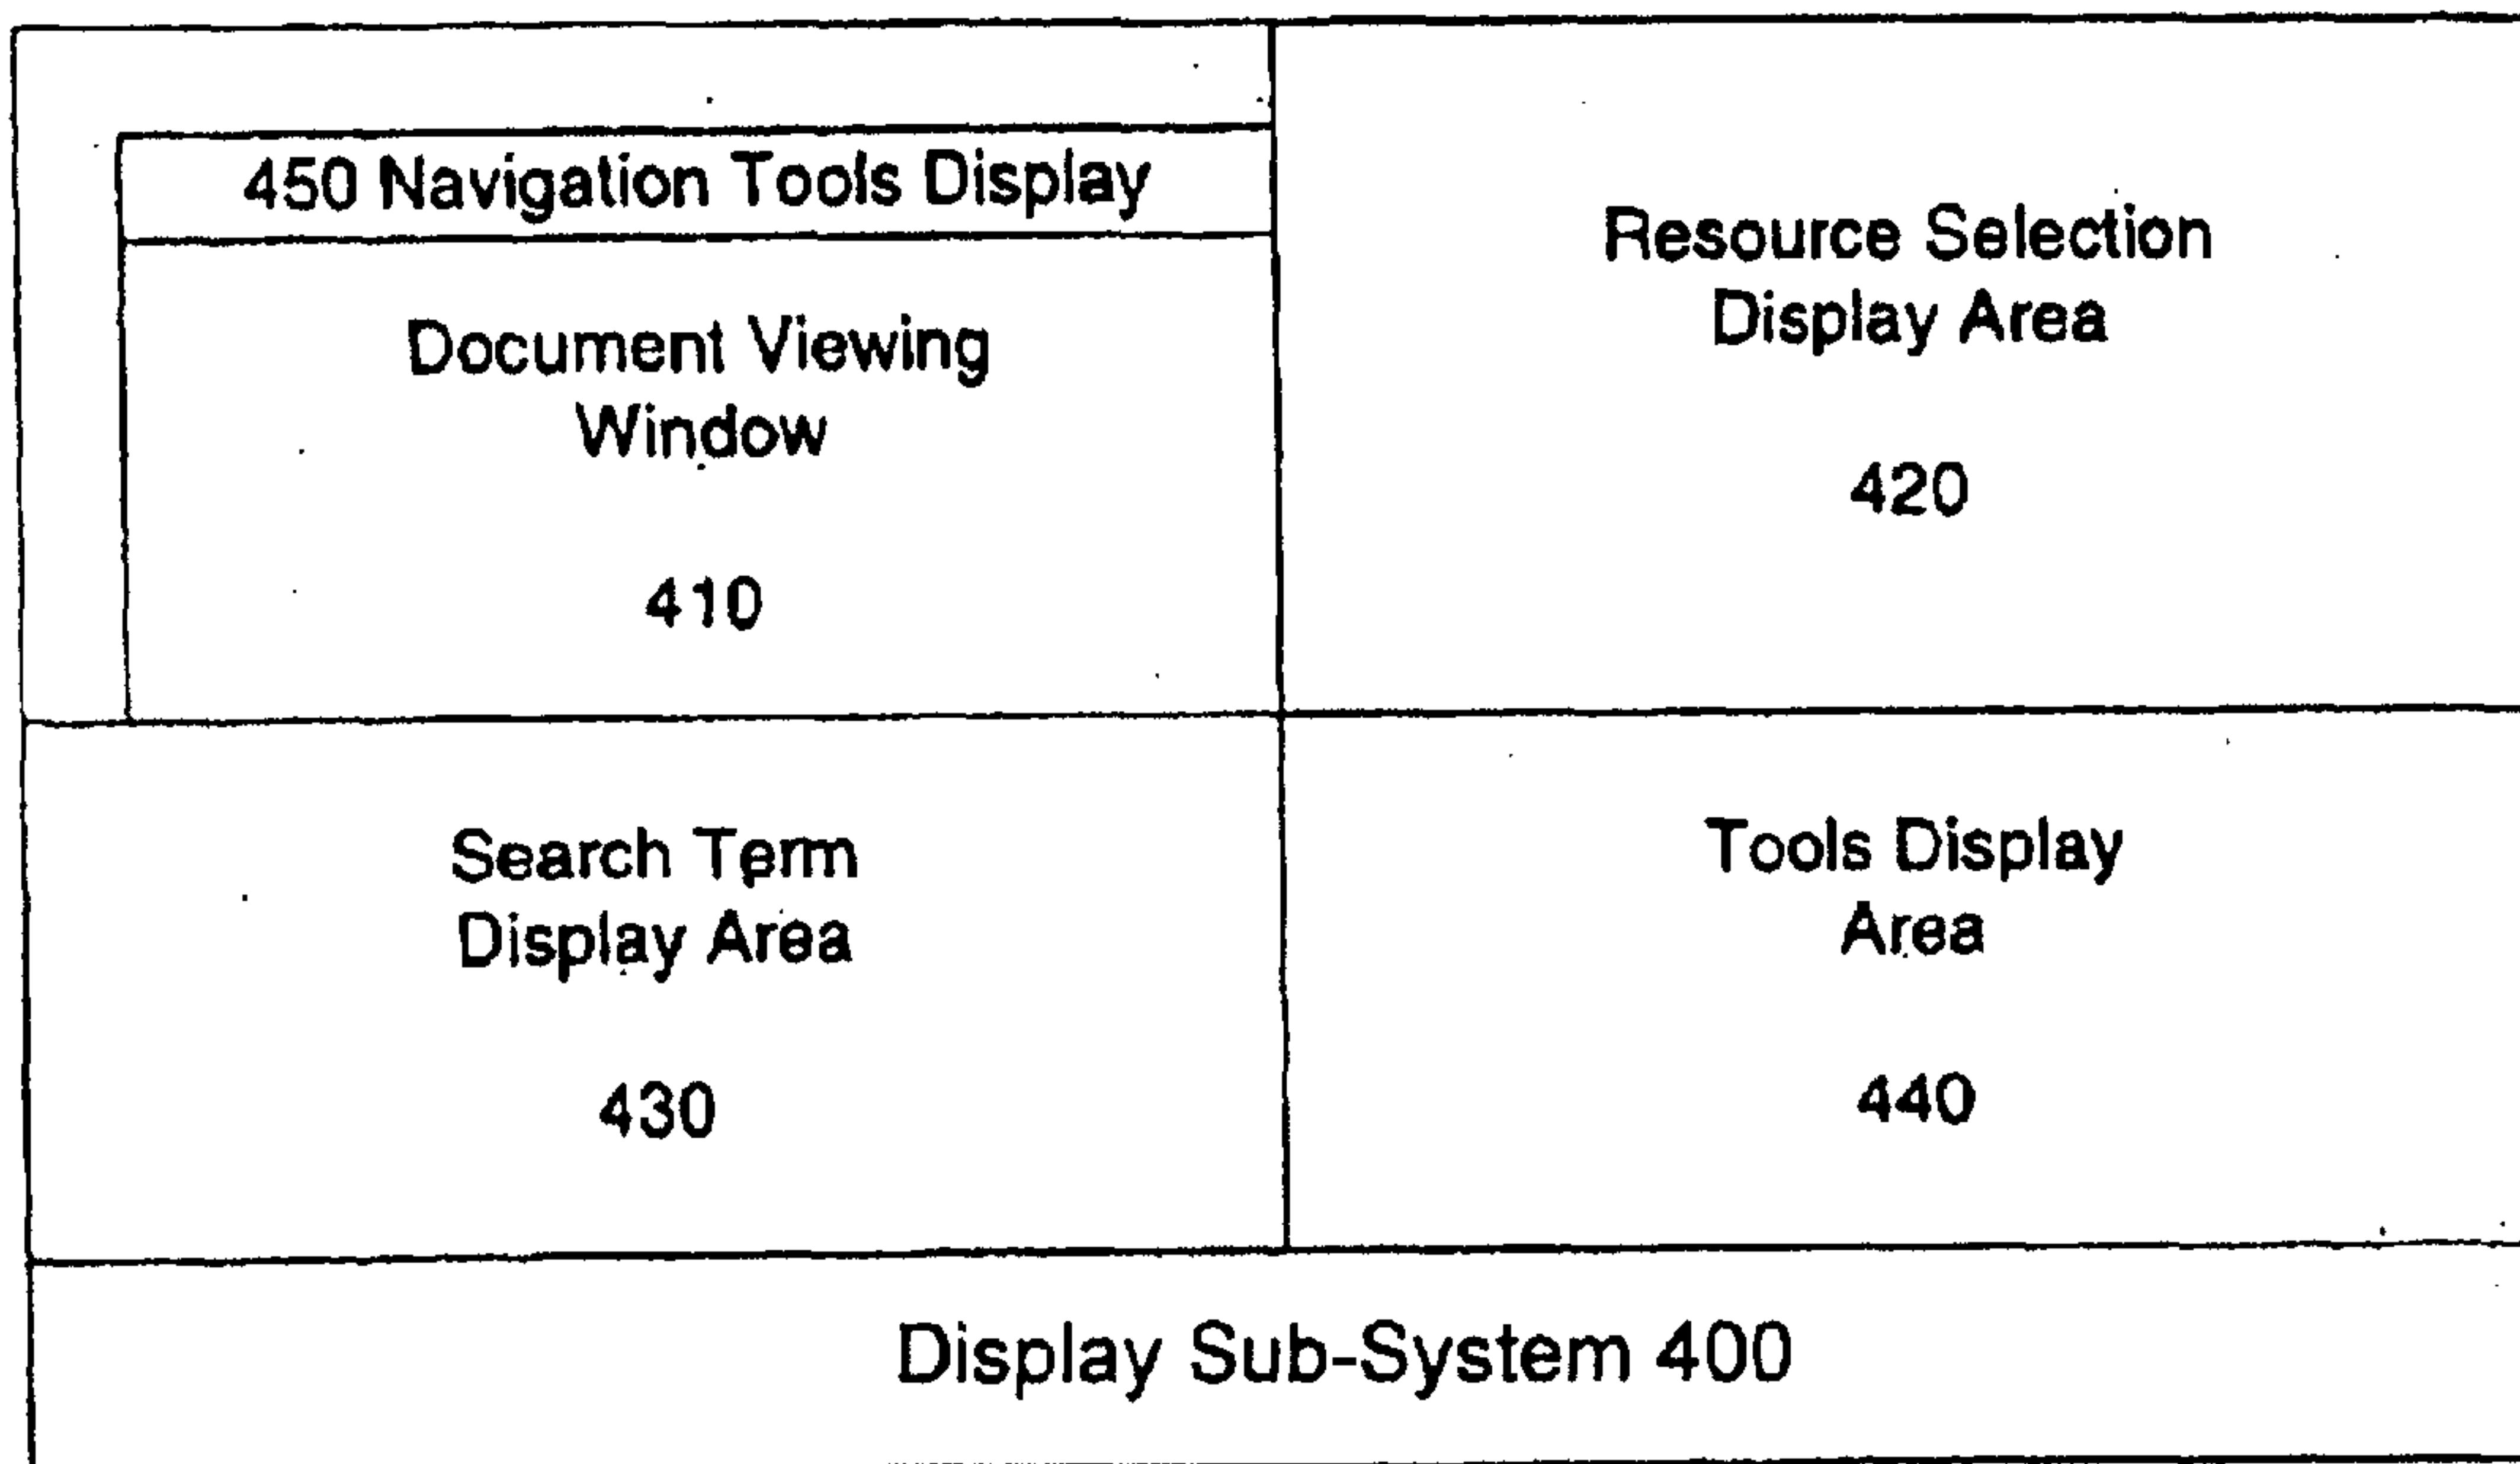 450 Navigation Tools Display
Document Viewing
Window
410
Resource Selection
Display Area
420
Search Term
Display Area
430
Tools Display
Area
440
Display Sub-System 400